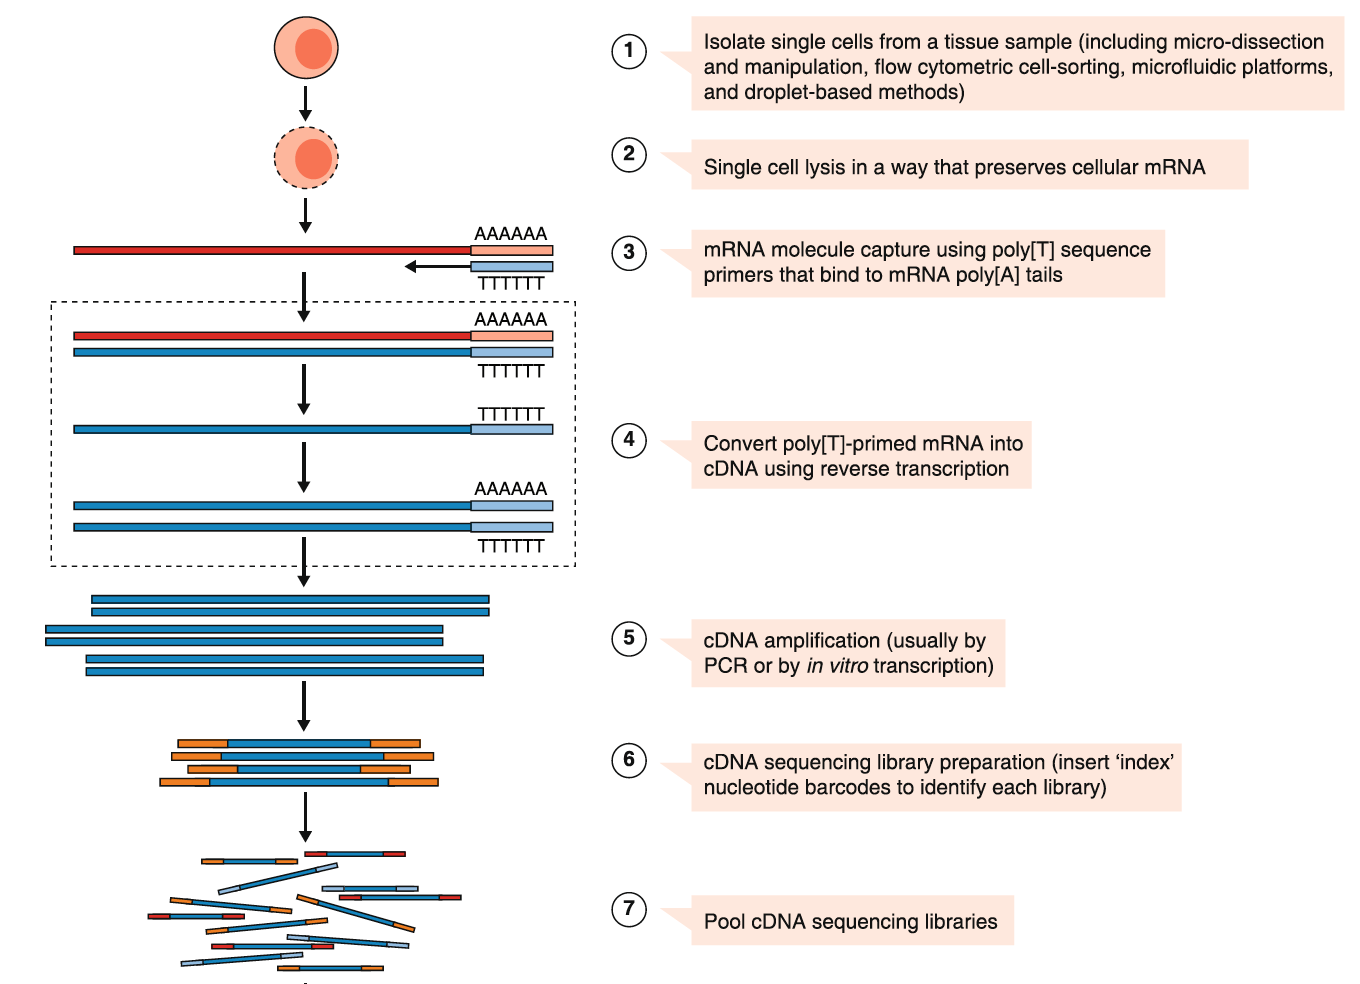 1
Isolate single cells from a tissue sample (including micro-dissection
and manipulation, flow cytometric cell-sorting, microfluidic platforms,
and droplet-based methods)
2
Single cell lysis in a way that preserves cellular mRNA
AAAAAA
TTTTTT
3
mRNA molecule capture using poly[T] sequence
primers that bind to mRNA poly[A] tails
AAAAAA
TTTTTT
TTTTTT
AAAAAA
TTTTTT
4
Convert poly[T]-primed mRNA into
cDNA using reverse transcription
5
cDNA amplification (usually by
PCR or by in vitro transcription)
6
cDNA sequencing library preparation (insert ‘index’
nucleotide barcodes to identify each library)
7
Pool cDNA sequencing libraries